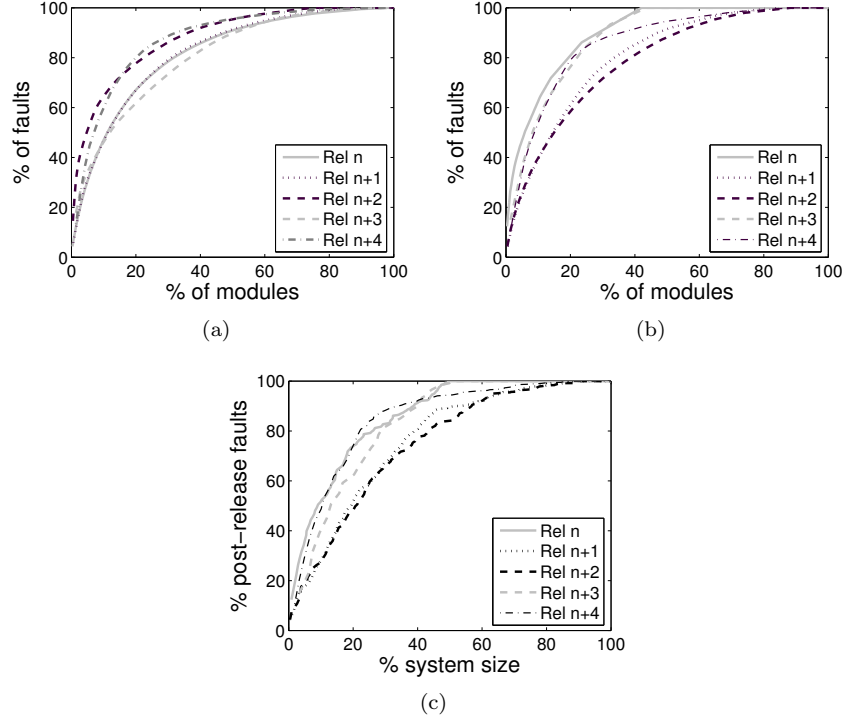 100
80
60
40
20
0
% of faults
0 20 40 60 80 100
% of modules
Rel n
Rel n+1
Rel n+2
Rel n+3
Rel n+4
(a)
100
80
60
40
20
0
% of faults
0 20 40 60 80 100
% of modules
Rel n
Rel n+1
Rel n+2
Rel n+3
Rel n+4
(b)
100
80
60
40
20
0
% post−release faults
0 20 40 60 80 100
% system size
Rel n
Rel n+1
Rel n+2
Rel n+3
Rel n+4
(c)